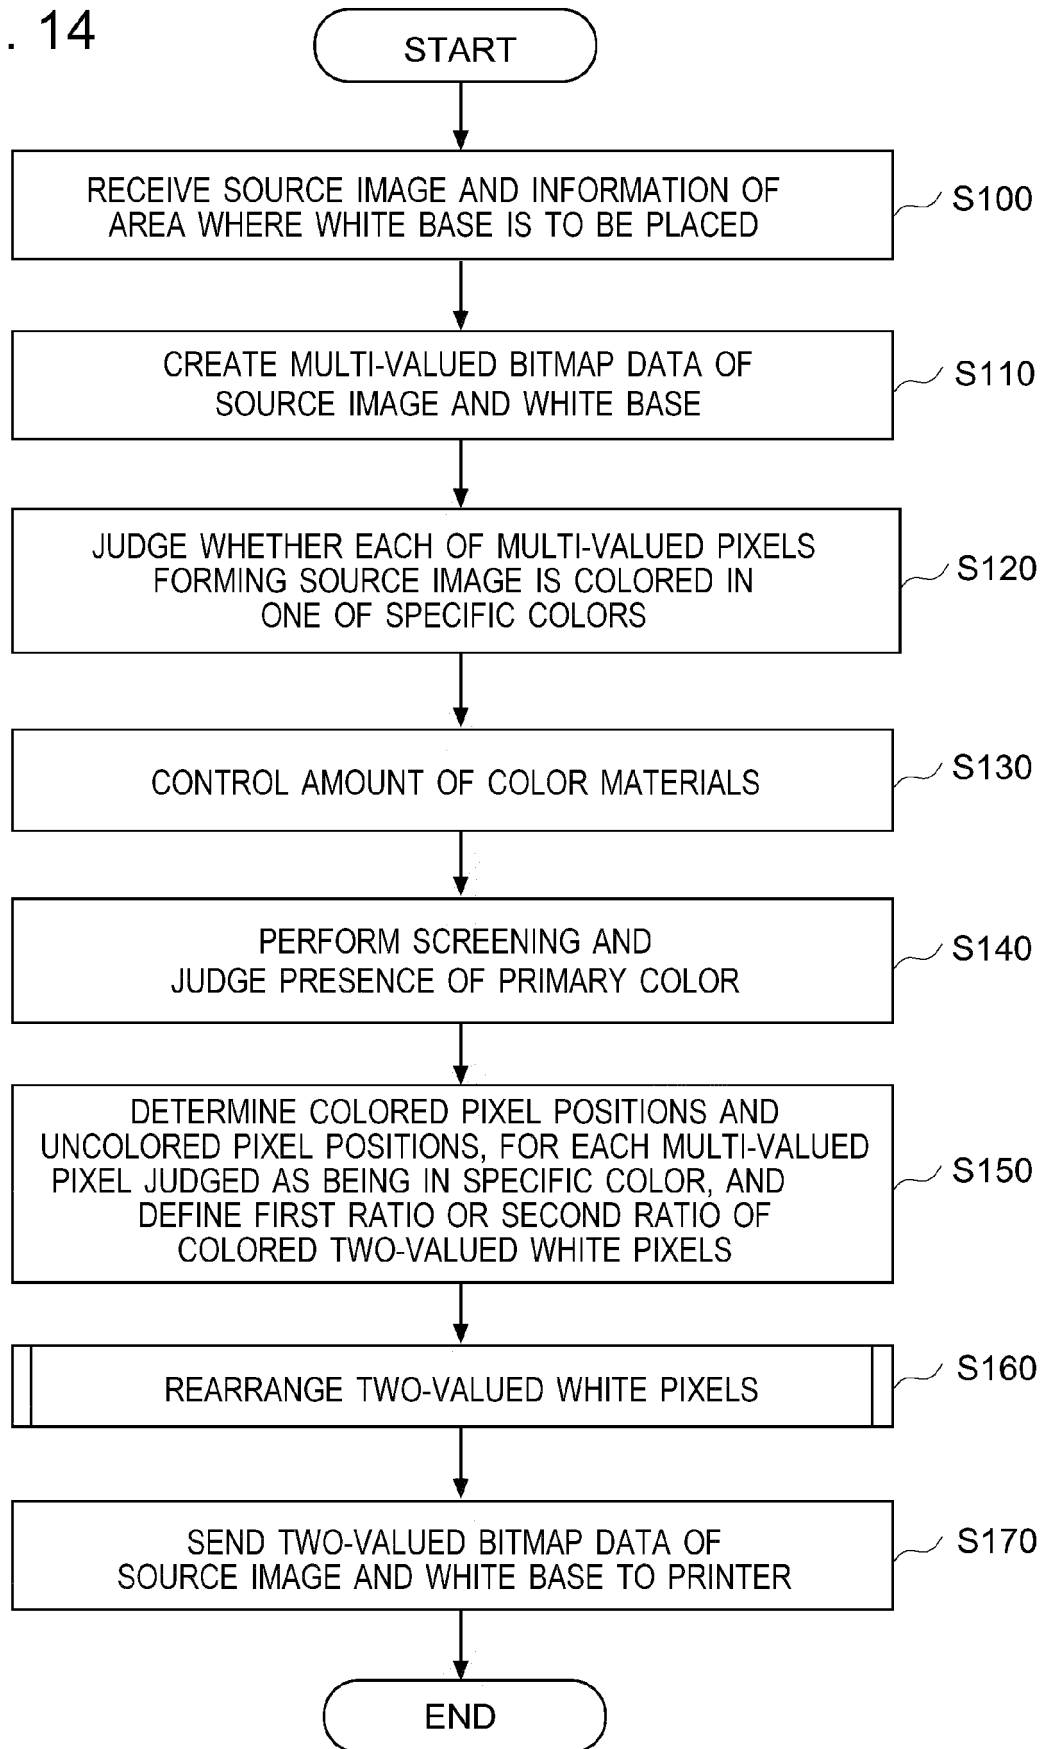 . 14
START
RECEIVE SOURCE IMAGE AND INFORMATION OF
AREA WHERE WHITE BASE IS TO BE PLACED
S100
CREATE MULTI-VALUED BITMAP DATA OF
SOURCE IMAGE AND WHITE BASE
S110
JUDGE WHETHER EACH OF MULTI-VALUED PIXELS
FORMING SOURCE IMAGE IS COLORED IN
ONE OF SPECIFIC COLORS
S120
CONTROL AMOUNT OF COLOR MATERIALS
S130
PERFORM SCREENING AND
JUDGE PRESENCE OF PRIMARY COLOR
S140
DETERMINE COLORED PIXEL POSITIONS AND
UNCOLORED PIXEL POSITIONS, FOR EACH MULTI-VALUED
PIXEL JUDGED AS BEING IN SPECIFIC COLOR, AND
DEFINE FIRST RATIO OR SECOND RATIO OF
COLORED TWO-VALUED WHITE PIXELS
S150
REARRANGE TWO-VALUED WHITE PIXELS
S160
SEND TWO-VALUED BITMAP DATA OF
SOURCE IMAGE AND WHITE BASE TO PRINTER
S170
END